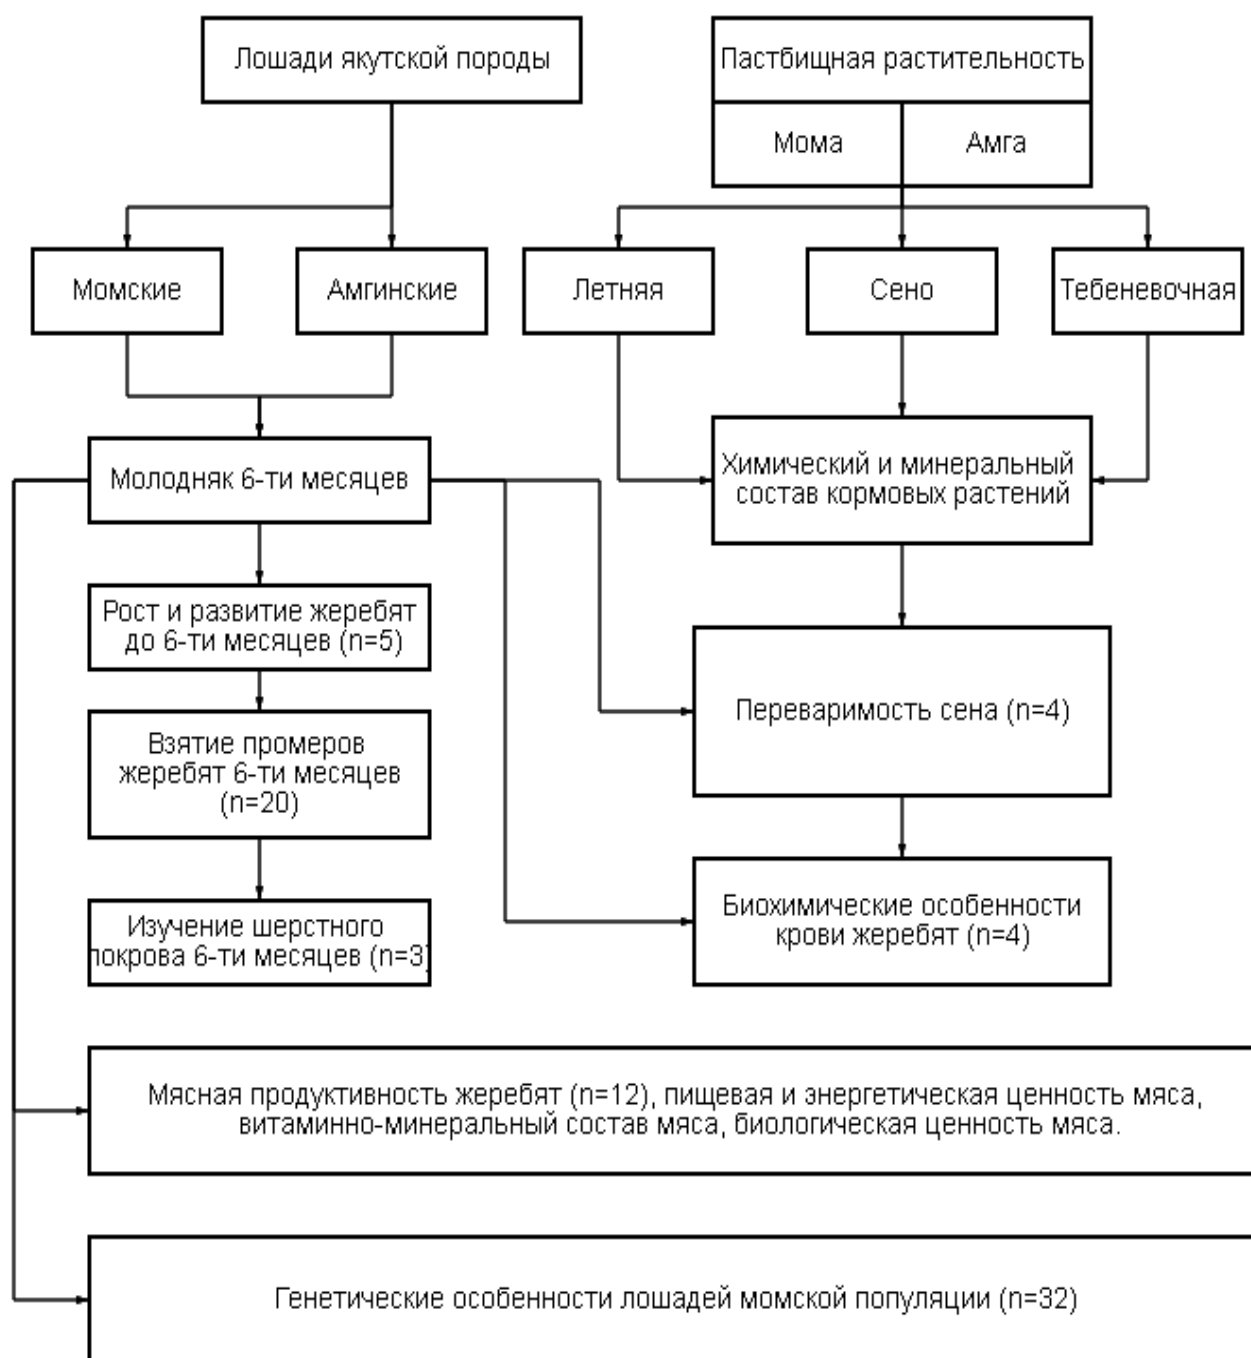 Лошади якутской породы
Пастбищная растительность
Мома
Амга
Момские
Амгинские
Летняя
Сено
Тебеневочная
Молодняк 6-ти месяцев
Химический и минеральный
состав кормовых растений
Рост и развитие жеребят
до 6-ти месяцев (n=5)
Переваримость сена (n=4)
Взятие промеров
жеребят 6-ти месяцев
(n=20)
Биохимические особенности
крови жеребят (n=4)
Изучение шерстного
покрова 6-ти месяцев (n=3)
Мясная продуктивность жеребят (n=12), пищевая и энергетическая ценность мяса,
витаминно-минеральный состав мяса, биологическая ценность мяса.
Генетические особенности лошадей момской популяции (n=32)